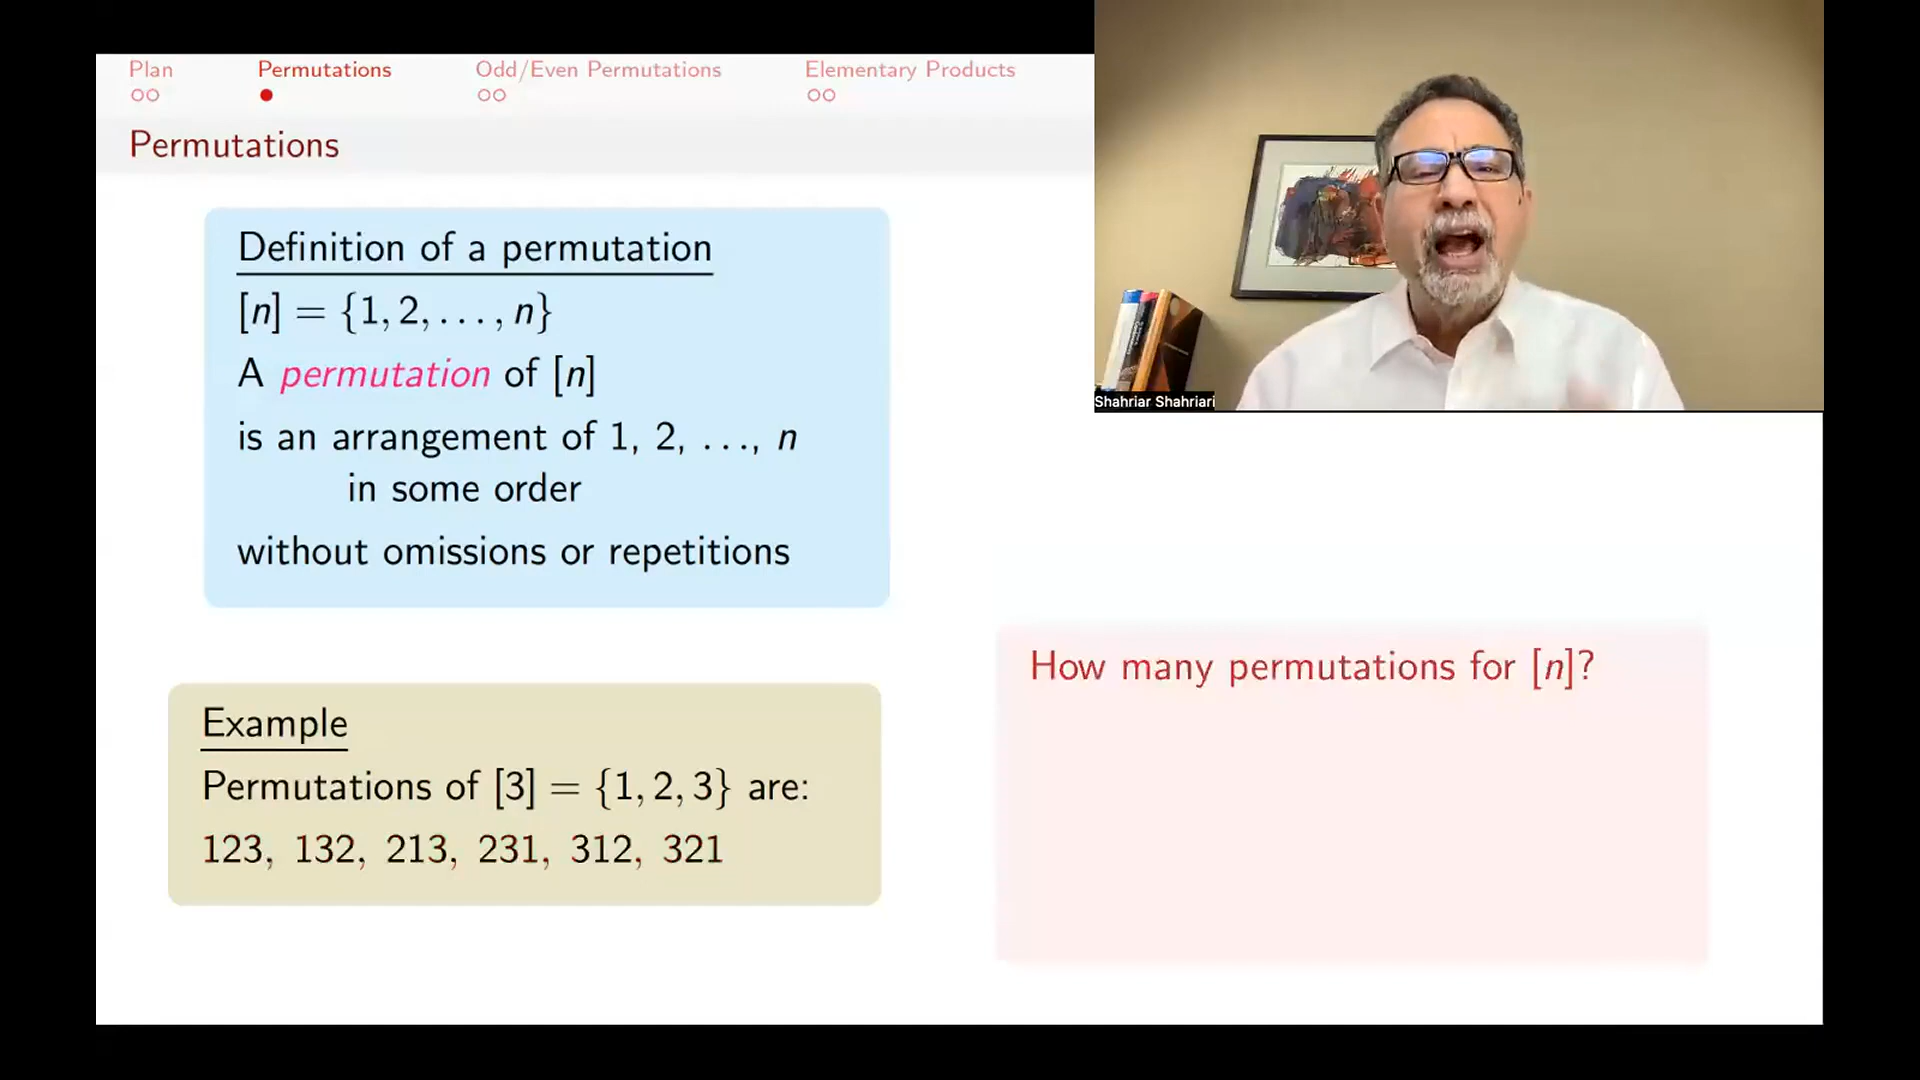 Plan
Permutations
Odd/Even Permutations
Elementary Products
Permutations
Definition of a permutation
[n] = {1, 2, . . . , n}
A permutation of [n]
is an arrangement of 1, 2, . . . , n
in some order
without omissions or repetitions
Example
Permutations of [3] = {1, 2, 3} are:
123, 132, 213, 231, 312, 321
Shahriar Shahriari
How many permutations for [n]?